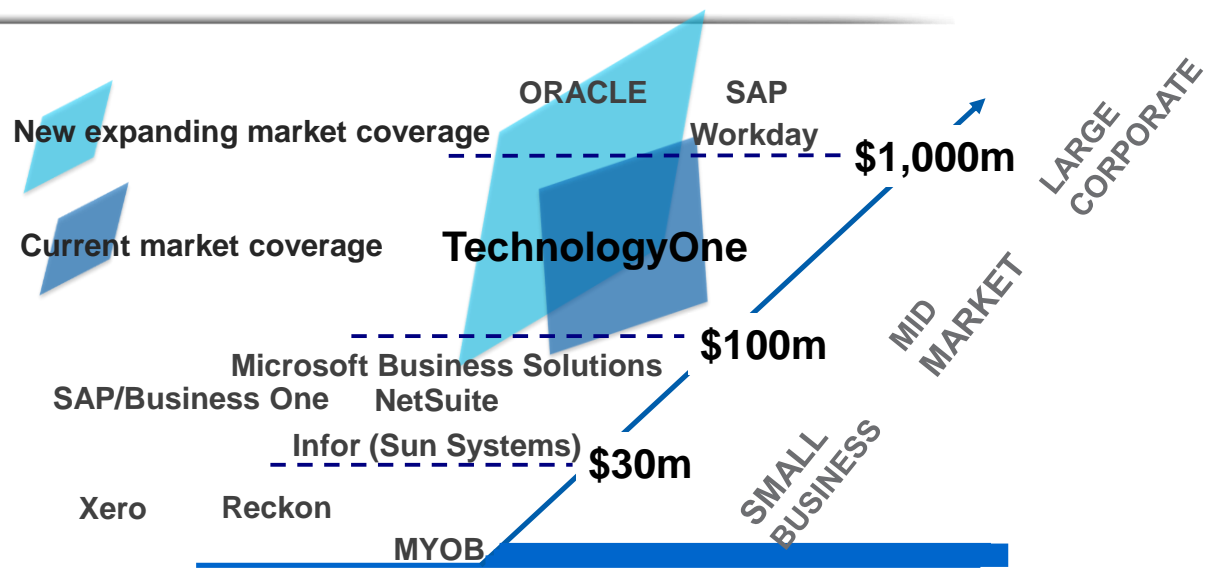 ORACLE
SAP
New expanding market coverage
Workday
$1,000m
LARGE
CORPORATE
Current market coverage
TechnologyOne
MID
MARKET
$100m
Microsoft Business Solutions
SAP/Business One
NetSuite
Infor (Sun Systems)
$30m
SMALL
BUSINESS
Xero
Reckon
MYOB